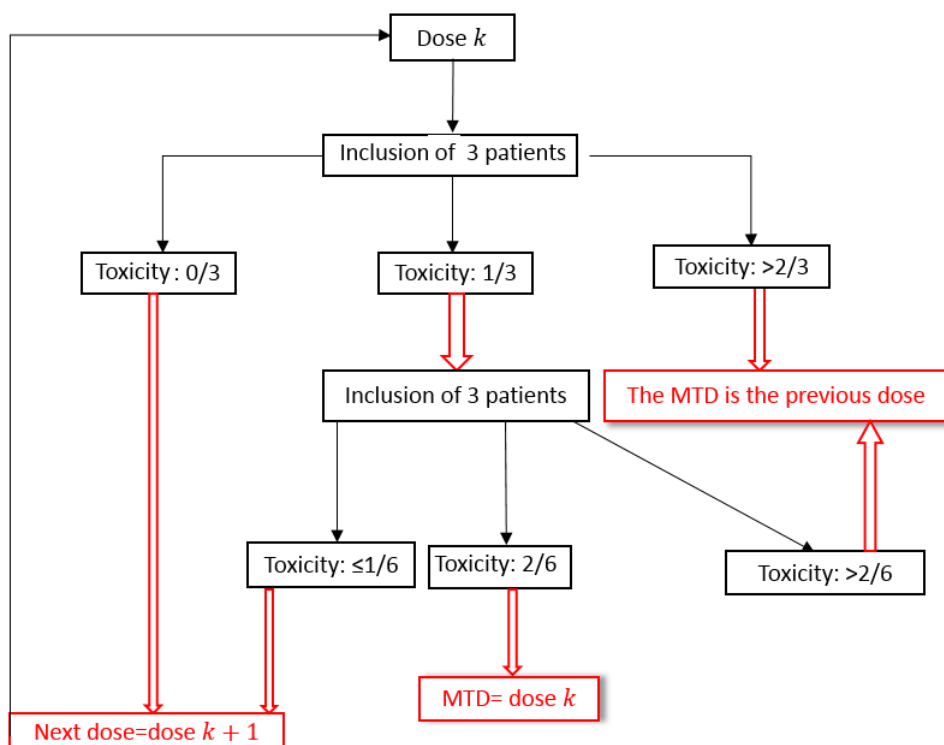 Dose k
Inclusion of 3 patients
Toxicity: 0/3
Toxicity: 1/3
Toxicity: >2/3
Inclusion of 3 patients
The MTD is the previous dose
Toxicity: ≤1/6
Toxicity: 2/6
Toxicity: >2/6
MTD= dose k
Next dose=dose k + 1